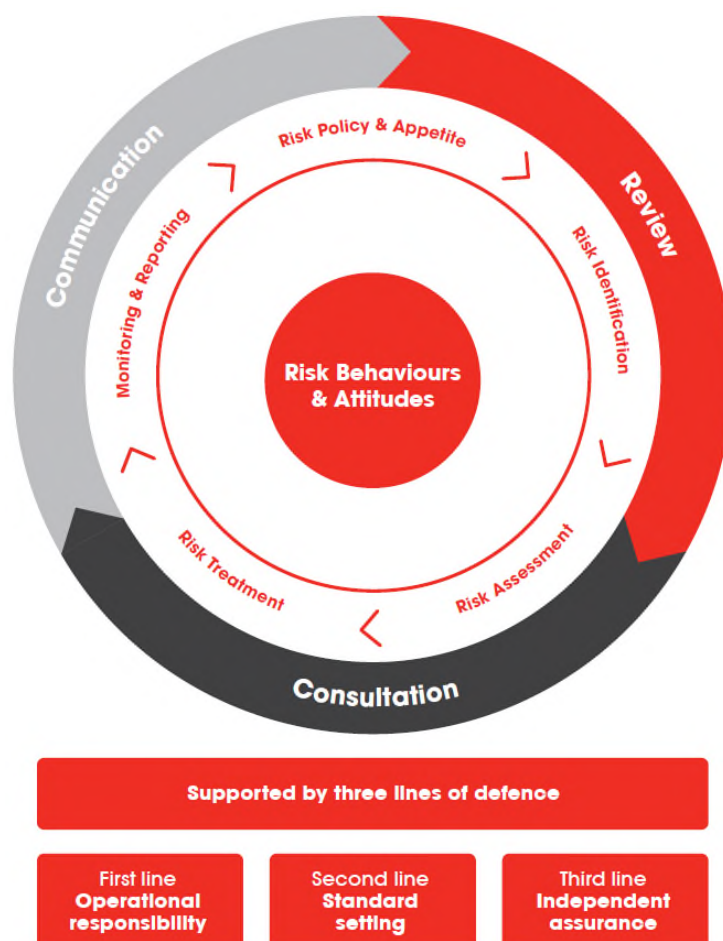 Communication
Review
Consultation
Risk Policy & Appetite
Risk Identification
Risk Assessment
Risk Treatment
Monitoring & Reporting
Risk Behaviours
& Attitudes
Supported by three lines of defence
First line
Operational
responsibility
Second line
Standard
setting
Third line
Independent
assurance